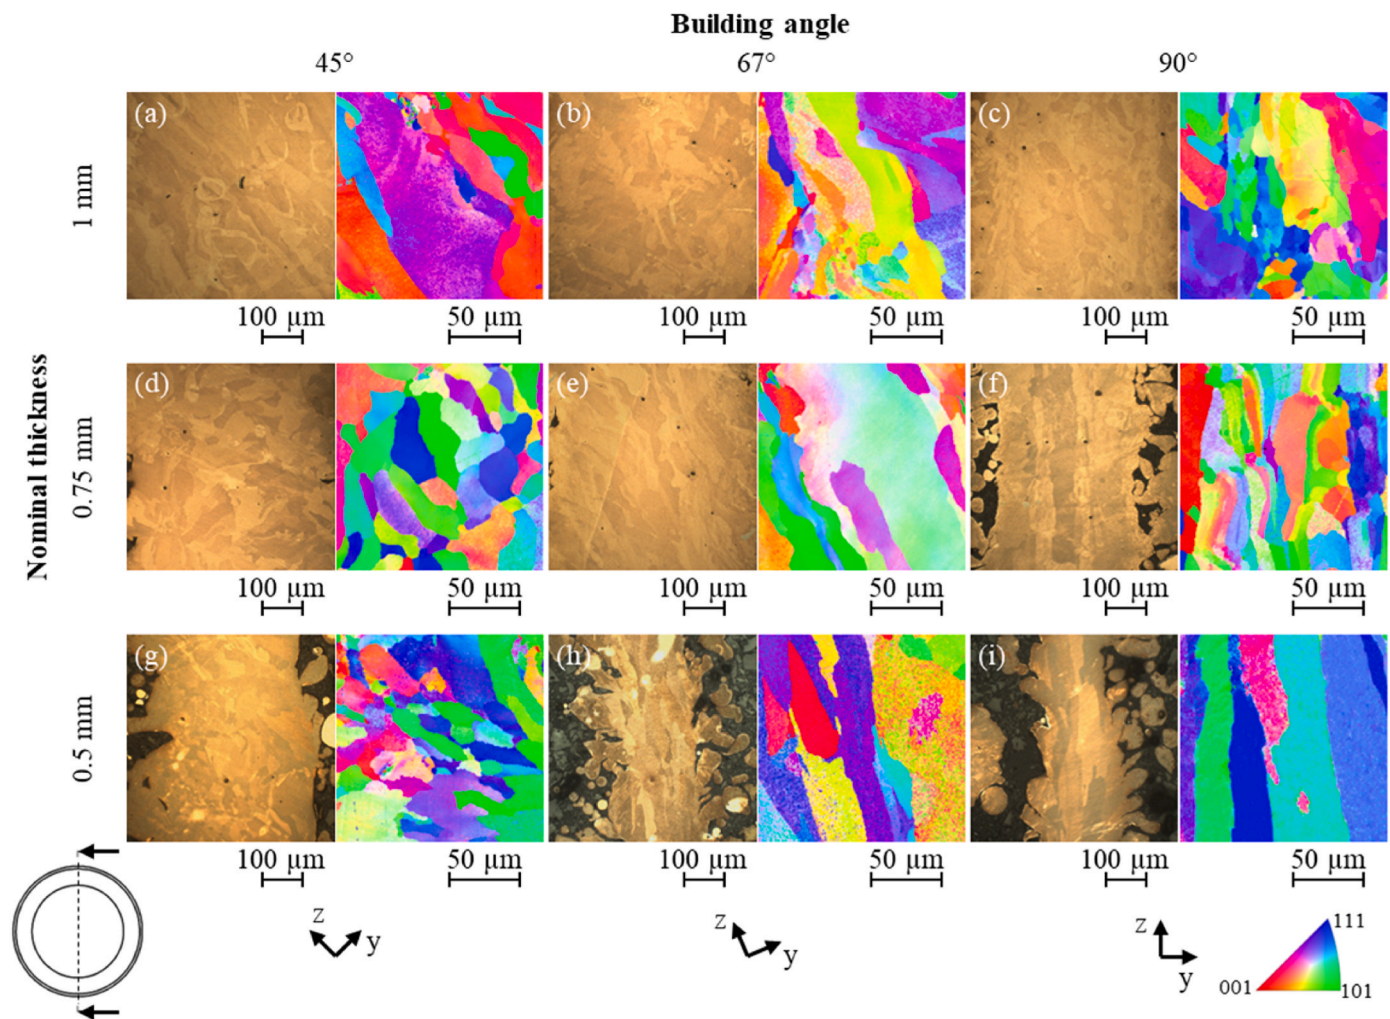 Building angle
45° 67° 90°
Nominal thickness
1 mm
(a) (b) (c)
100 µm 50 µm 100 µm 50 µm 100 µm 50 µm
0.75 mm
(d) (e) (f)
100 µm 50 µm 100 µm 50 µm 100 µm 50 µm
0.5 mm
(g) (h) (i)
100 µm 50 µm 100 µm 50 µm 100 µm 50 µm
z y z y z y
111
001 101